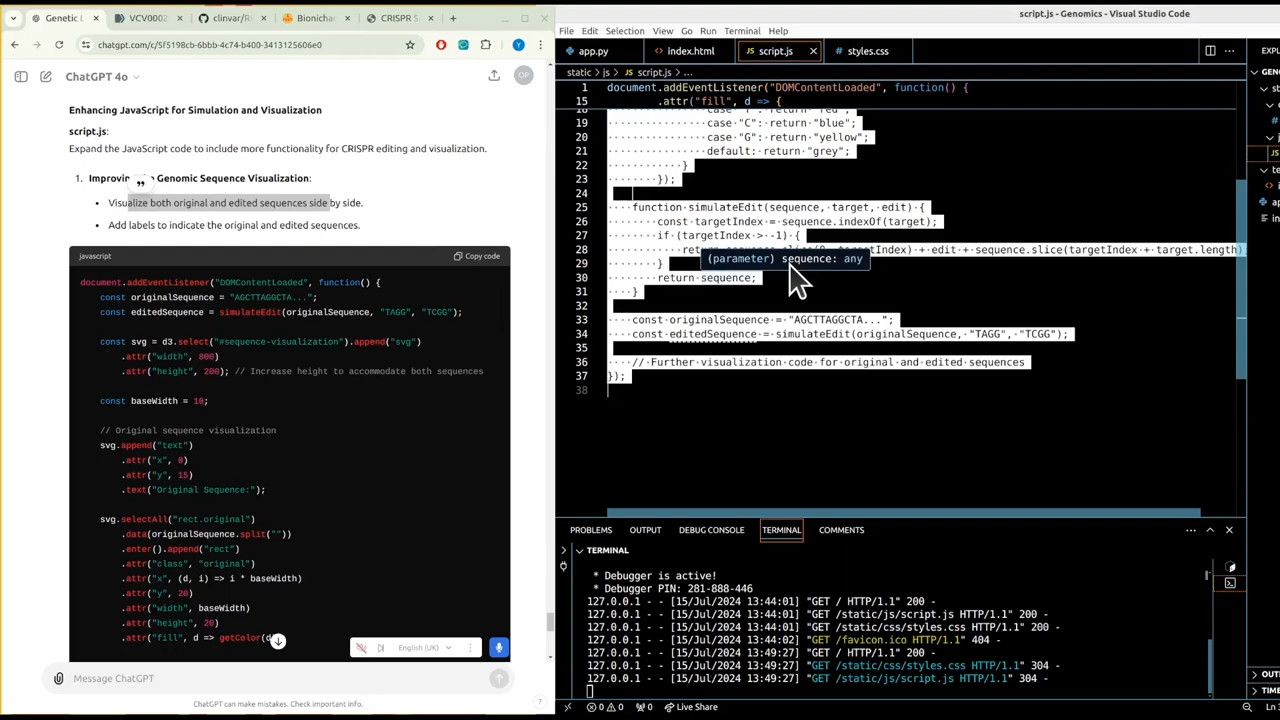 Genetic L
VCV0002
clinvar/RI
Bionichao
CRISPR S
chatgpt.com/c/5f5198cb-6bbb-4c74-b400-3413125606e0
ChatGPT 4o
OP
Enhancing JavaScript for Simulation and Visualization
script.js:
Expand the JavaScript code to include more functionality for CRISPR editing and visualization.
1. Improving Genomic Sequence Visualization:
• Visualize both original and edited sequences side by side.
• Add labels to indicate the original and edited sequences.
javascript
Copy code
document.addEventListener("DOMContentLoaded", function() {
const originalSequence = "AGCTTAGGCTA...";
const editedSequence = simulateEdit(originalSequence, "TAGG", "TCGG");
const svg = d3.select("#sequence-visualization").append("svg")
.attr("width", 800)
.attr("height", 200); // Increase height to accommodate both sequences
const baseWidth = 10;
// Original sequence visualization
svg.append("text")
.attr("x", 0)
.attr("y", 15)
.text("Original Sequence:");
svg.selectAll("rect.original")
.data(originalSequence.split(""))
.enter().append("rect")
.attr("class", "original")
.attr("x", (d, i) => i * baseWidth)
.attr("y", 20)
.attr("width", baseWidth)
.attr("height", 20)
.attr("fill", d => getColor(d
English (UK)
Message ChatGPT
ChatGPT can make mistakes. Check important info.
?
script.js - Genomics - Visual Studio Code
File Edit Selection View Go Run Terminal Help
app.py
index.html
script.js
styles.css
static > js > script.js > ...
1 document.addEventListener("DOMContentLoaded", function() {
15 .attr("fill", d => {
19 case "C": return "blue";
20 case "G": return "yellow";
21 default: return "grey";
22 }
23 });
24
25 function simulateEdit(sequence, target, edit) {
26 const targetIndex = sequence.indexOf(target);
27 if (targetIndex > -1) {
28 return sequence.slice(0, targetIndex) + edit + sequence.slice(targetIndex + target.length)
(parameter) sequence: any
29 }
30 return sequence;
31 }
32
33 const originalSequence = "AGCTTAGGCTA...";
34 const editedSequence = simulateEdit(originalSequence, "TAGG", "TCGG");
35
36 // Further visualization code for original and edited sequences
37 });
38
PROBLEMS OUTPUT DEBUG CONSOLE TERMINAL COMMENTS
TERMINAL
* Debugger is active!
* Debugger PIN: 281-888-446
127.0.0.1 - - [15/Jul/2024 13:44:01] "GET / HTTP/1.1" 200 -
127.0.0.1 - - [15/Jul/2024 13:44:01] "GET /static/js/script.js HTTP/1.1" 200 -
127.0.0.1 - - [15/Jul/2024 13:44:01] "GET /static/css/styles.css HTTP/1.1" 200 -
127.0.0.1 - - [15/Jul/2024 13:44:02] "GET /favicon.ico HTTP/1.1" 404 -
127.0.0.1 - - [15/Jul/2024 13:49:27] "GET / HTTP/1.1" 200 -
127.0.0.1 - - [15/Jul/2024 13:49:27] "GET /static/css/styles.css HTTP/1.1" 304 -
127.0.0.1 - - [15/Jul/2024 13:49:27] "GET /static/js/script.js HTTP/1.1" 304 -
0 0 0 Live Share
EXPL
GENO
OUT
TIME